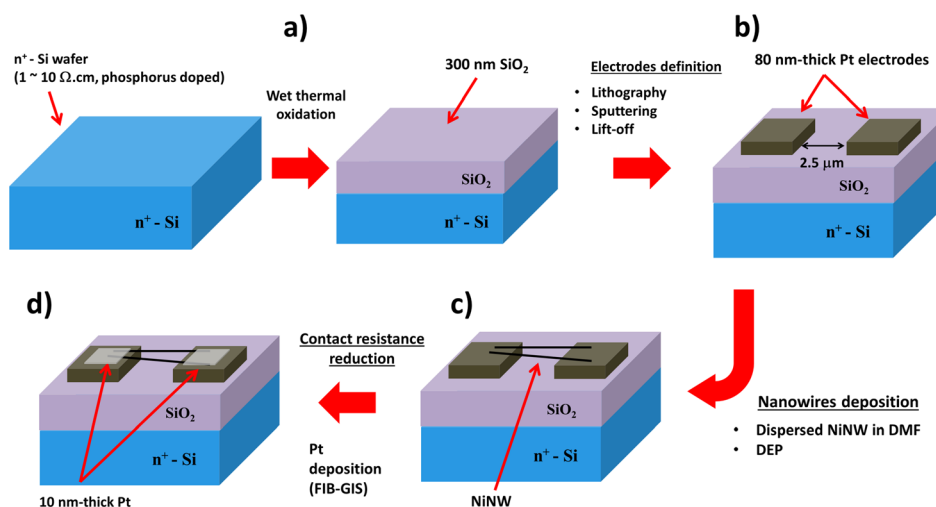 a)
n⁺ - Si wafer
(1 ~ 10 Ω.cm, phosphorus doped)
Wet thermal
oxidation
300 nm SiO₂
Electrodes definition
• Lithography
• Sputtering
• Lift-off
b)
80 nm-thick Pt electrodes
2.5 μm
n⁺ - Si
SiO₂
n⁺ - Si
SiO₂
n⁺ - Si
d)
Contact resistance
reduction
c)
SiO₂
n⁺ - Si
Pt
deposition
(FIB-GIS)
SiO₂
n⁺ - Si
Nanowires deposition
• Dispersed NiNW in DMF
• DEP
10 nm-thick Pt
NiNW